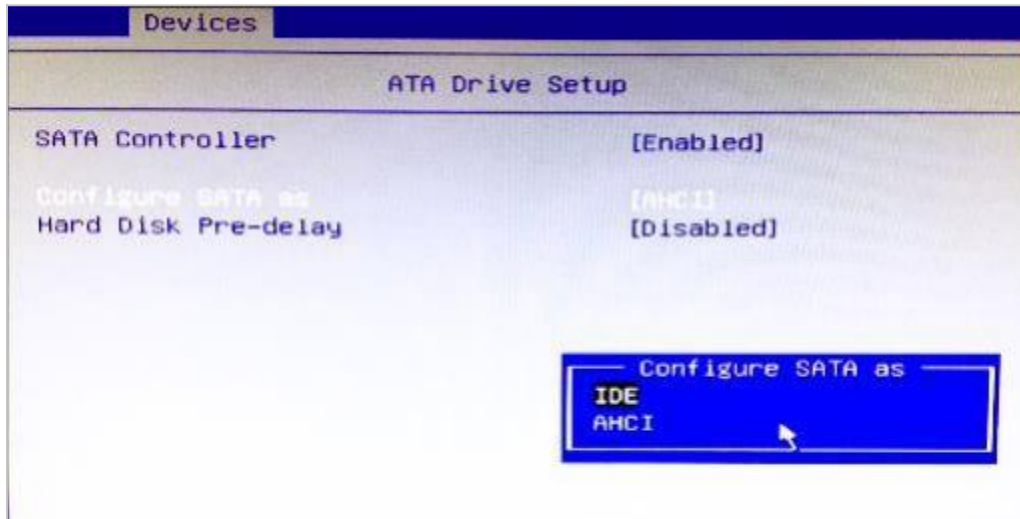 Devices
ATA Drive Setup
SATA Controller [Enabled]
Configure SATA as [AHCI]
Hard Disk Pre-delay [Disabled]
Configure SATA as
IDE
AHCI